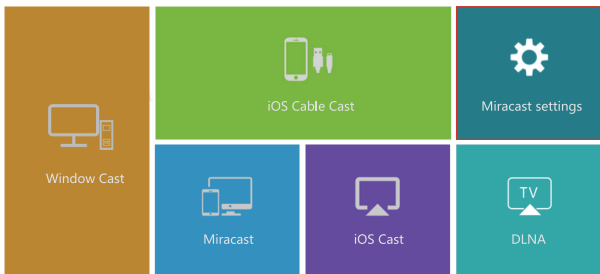 Window Cast
iOS Cable Cast
Miracast settings
Miracast
iOS Cast
TV
DLNA